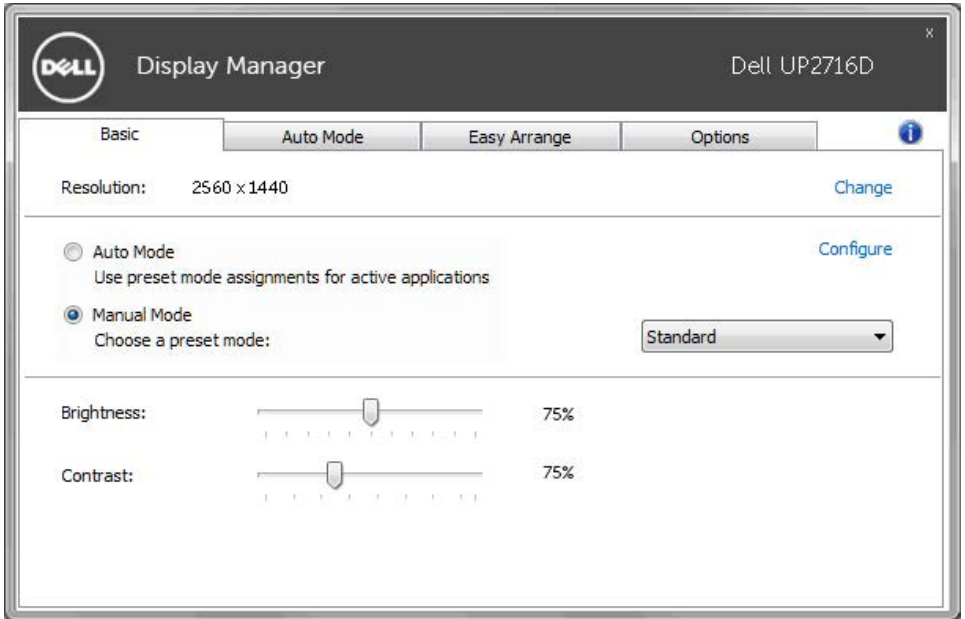 x
DELL Display Manager Dell UP2716D
Basic Auto Mode Easy Arrange Options i
Resolution: 2560 x 1440 Change
Auto Mode Configure
Use preset mode assignments for active applications
Manual Mode
Choose a preset mode: Standard
Brightness: 75%
Contrast: 75%